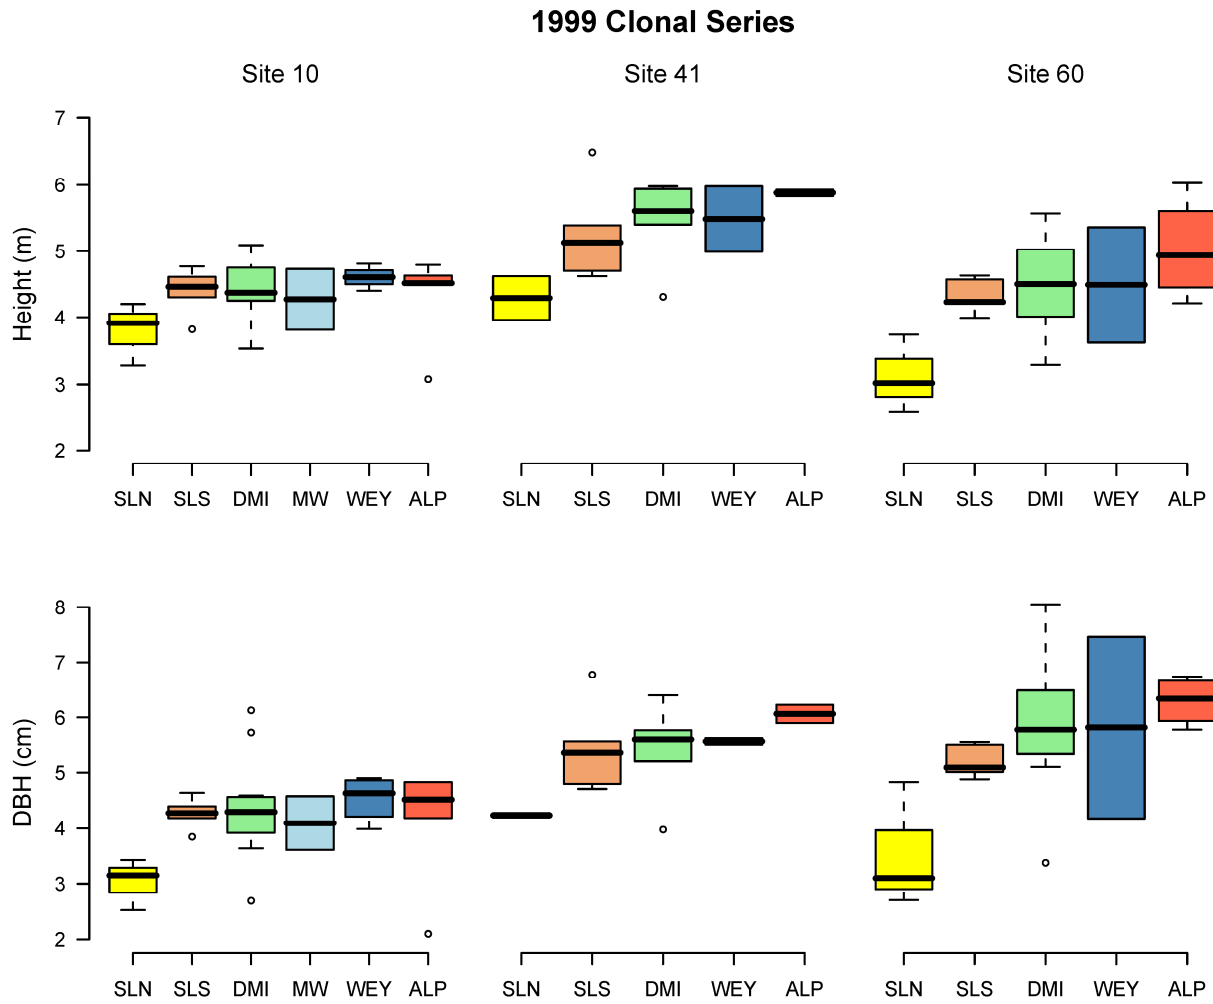 1999 Clonal Series
Site 10 Site 41 Site 60
Height (m)
7
6
5
4
3
2
SLN SLS DMI MW WEY ALP SLN SLS DMI WEY ALP SLN SLS DMI WEY ALP
DBH (cm)
8
7
6
5
4
3
2
SLN SLS DMI MW WEY ALP SLN SLS DMI WEY ALP SLN SLS DMI WEY ALP